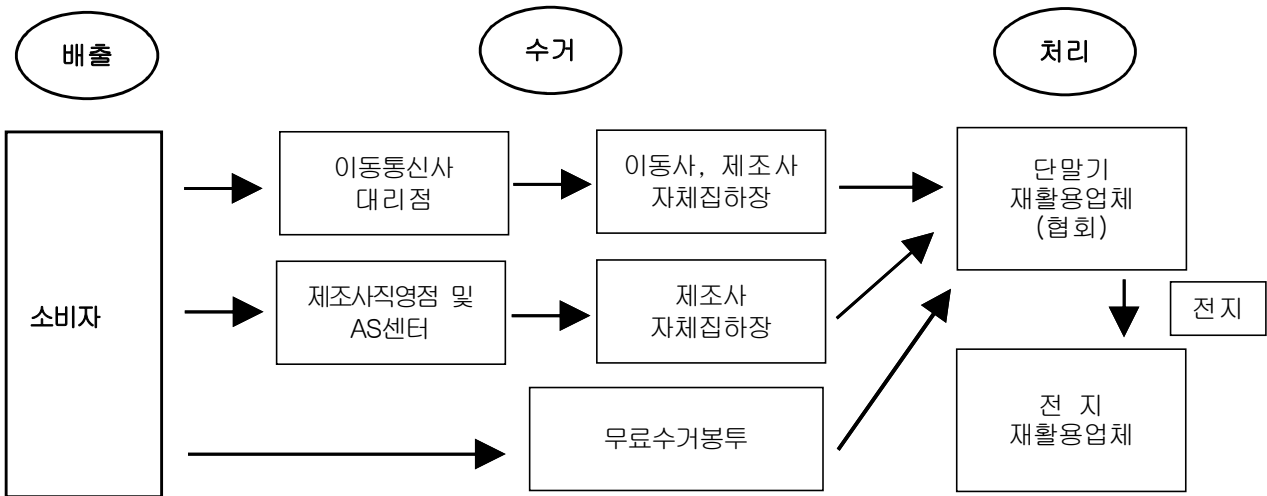 배출
수거
처리
소비자
이동통신사
대리점
이동사, 제조사
자체집하장
단말기
재활용업체
(협회)
제조사직영점 및
AS센터
제조사
자체집하장
전지
무료수거봉투
전 지
재활용업체